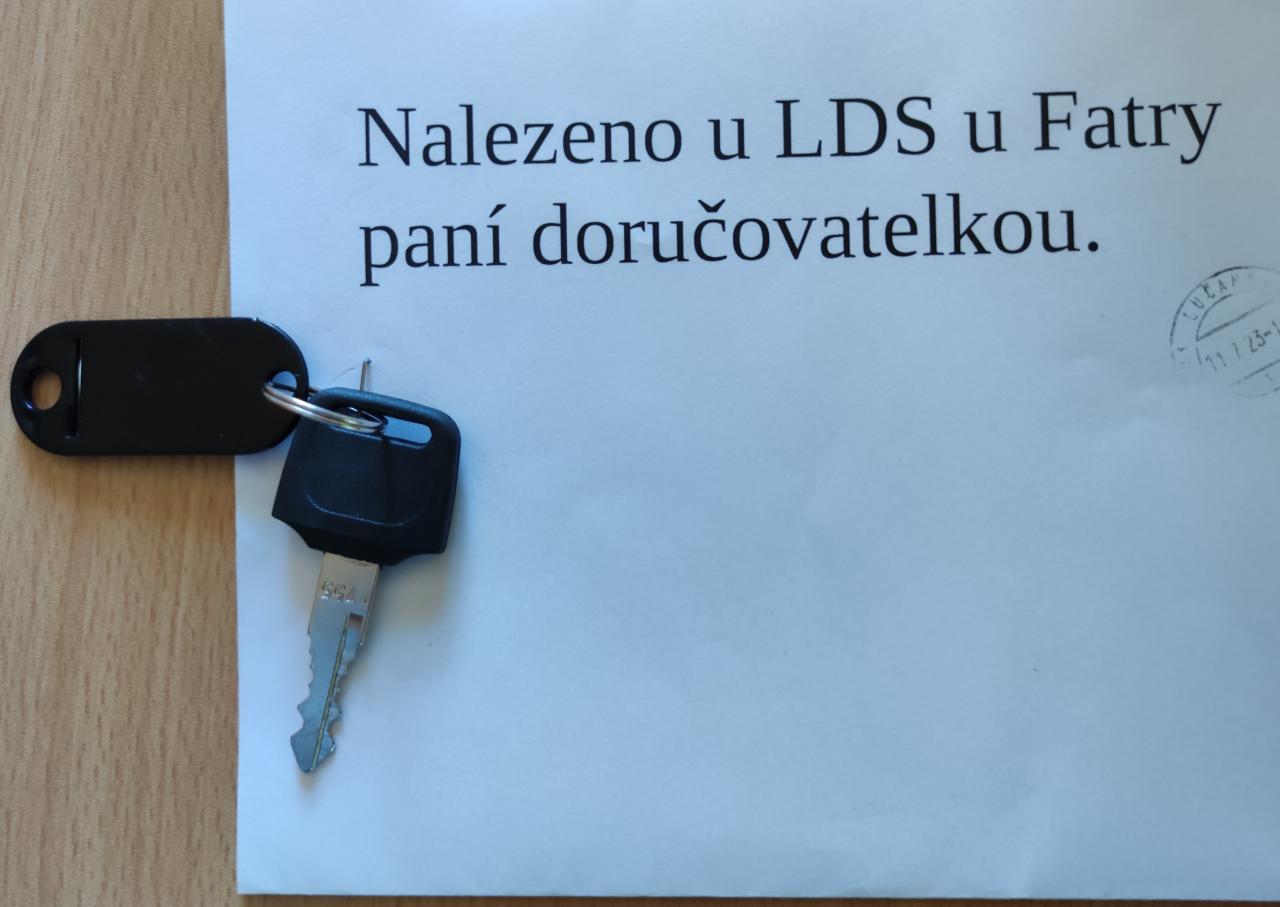 Nalezeno u LDS u Fatry
paní doručovatelkou.